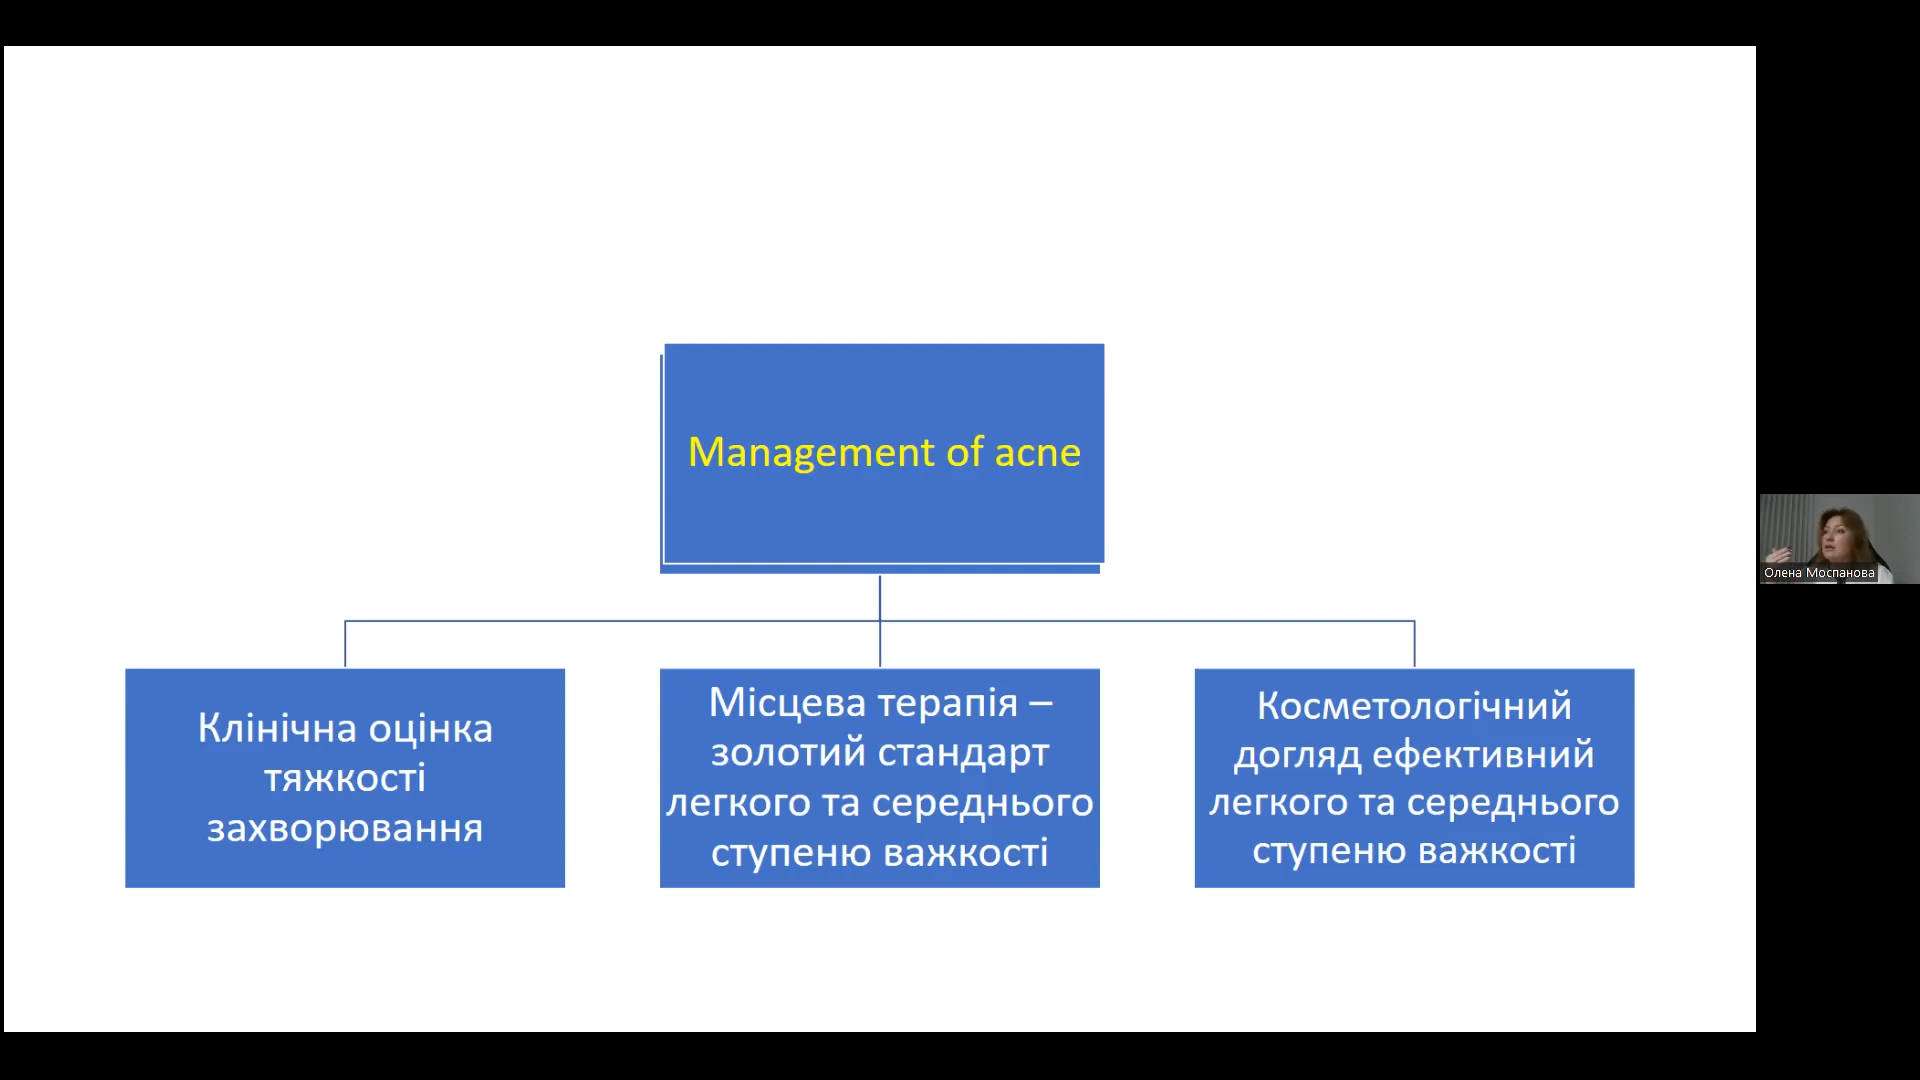 Management of acne
Клінічна оцінка
тяжкості
захворювання
Місцева терапія –
золотий стандарт
легкого та середнього
ступеню важкості
Косметологічний
догляд ефективний
легкого та середнього
ступеню важкості
Олена Моспанова